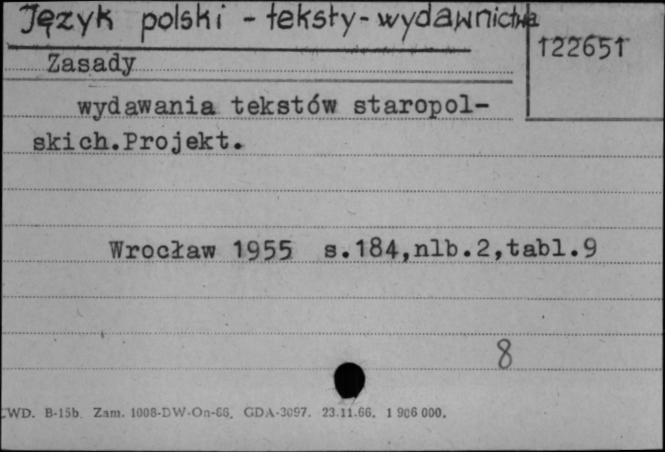 Język polski - teksty - wydawnictwa
122651
Zasady
wydawania tekstów staropol-
skich.Projekt.
Wrocław 1955 s.184,nlb.2,tabl.9
8
WD. B-15b. Zam. 1008-DW-On-66. GDA-3097. 23.11.66. 1 906 000.